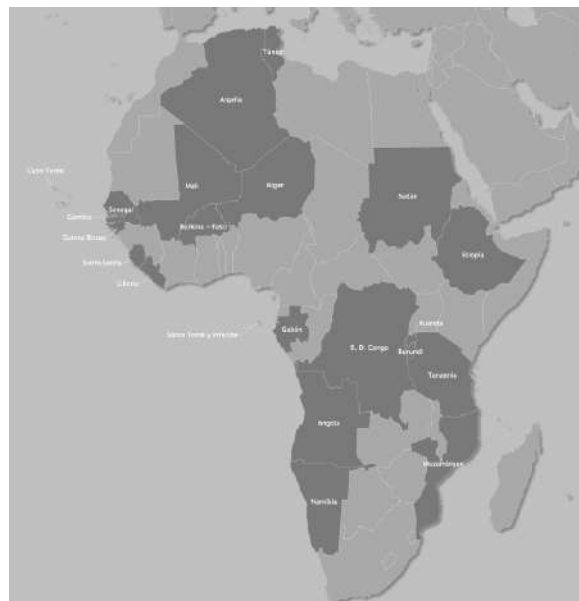 Túnez
Argelia
Cabo Verde
Mali
Niger
Senegal
Sudán
Gambia
Burkina - Faso
Guinea Bissau
Etiopía
Sierra Leona
Liberia
Ruanda
Santo Tomé y Príncipe
Gabón
R. D. Congo
Burundi
Tanzania
Angola
Mozambique
Namibia